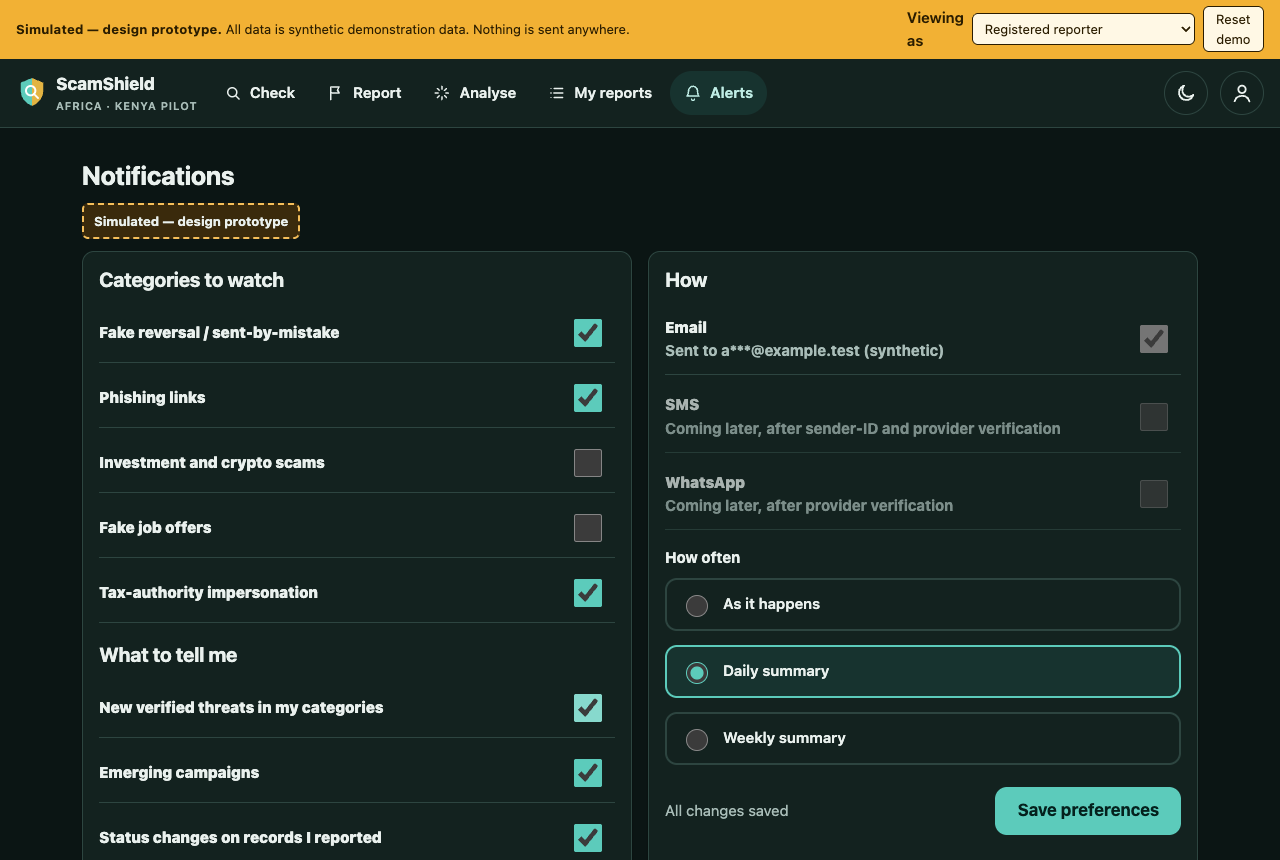 Simulated — design prototype. All data is synthetic demonstration data. Nothing is sent anywhere.
Viewing as
Registered reporter
Reset demo
ScamShield
AFRICA · KENYA PILOT
Check
Report
Analyse
My reports
Alerts
Notifications
Simulated — design prototype
Categories to watch
Fake reversal / sent-by-mistake
Phishing links
Investment and crypto scams
Fake job offers
Tax-authority impersonation
What to tell me
New verified threats in my categories
Emerging campaigns
Status changes on records I reported
How
Email
Sent to a***@example.test (synthetic)
SMS
Coming later, after sender-ID and provider verification
WhatsApp
Coming later, after provider verification
How often
As it happens
Daily summary
Weekly summary
All changes saved
Save preferences